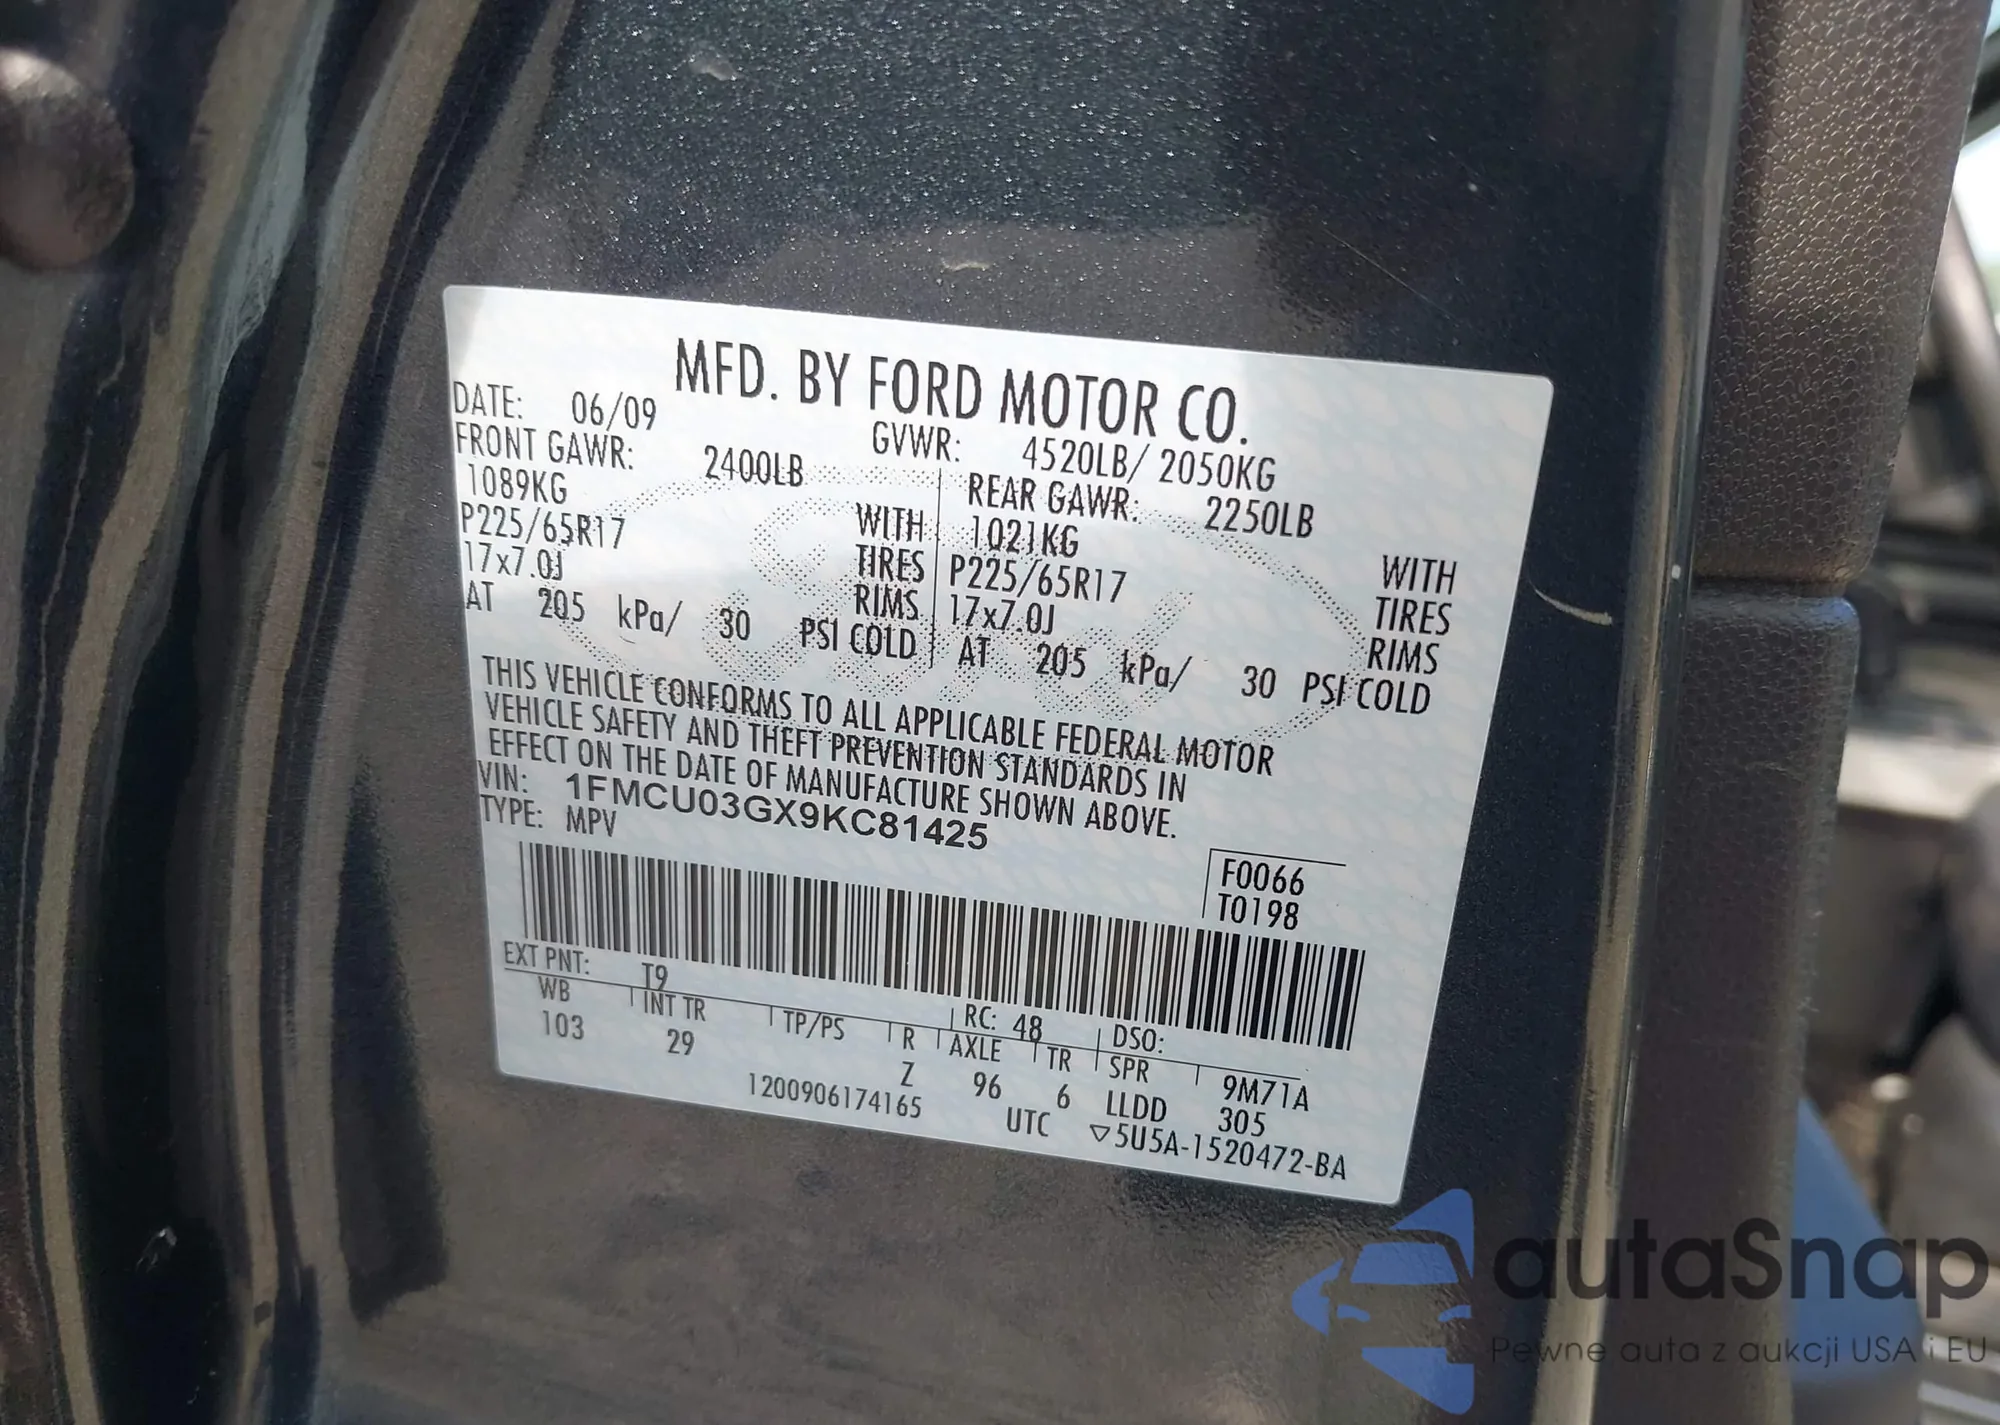 MFD. BY FORD MOTOR CO.
DATE: 06/09 GVWR: 4520LB/ 2050KG
FRONT GAWR: 2400LB REAR GAWR: 2250LB
1089KG WITH 1021KG WITH
P225/65R17 TIRES P225/65R17 TIRES
17x7.0J RIMS 17x7.0J RIMS
AT 205 kPa/ 30 PSI COLD AT 205 kPa/ 30 PSI COLD
THIS VEHICLE CONFORMS TO ALL APPLICABLE FEDERAL MOTOR
VEHICLE SAFETY AND THEFT PREVENTION STANDARDS IN
EFFECT ON THE DATE OF MANUFACTURE SHOWN ABOVE.
VIN: 1FMCU03GX9KC81425
TYPE: MPV
F0066
T0198
EXT PNT: T9 RC: 48 DSO:
WB INT TR TP/PS R AXLE TR SPR 9M71A
103 29 Z 96 6 LLDD 305
1200906174165 UTC ▽5U5A-1520472-BA
autaSnap
Pewne auta z aukcji USA i EU